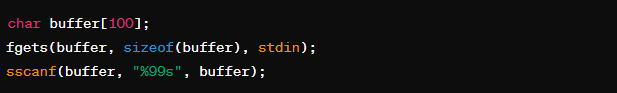 char buffer[100];
fgets(buffer, sizeof(buffer), stdin);
sscanf(buffer, "%99s", buffer);